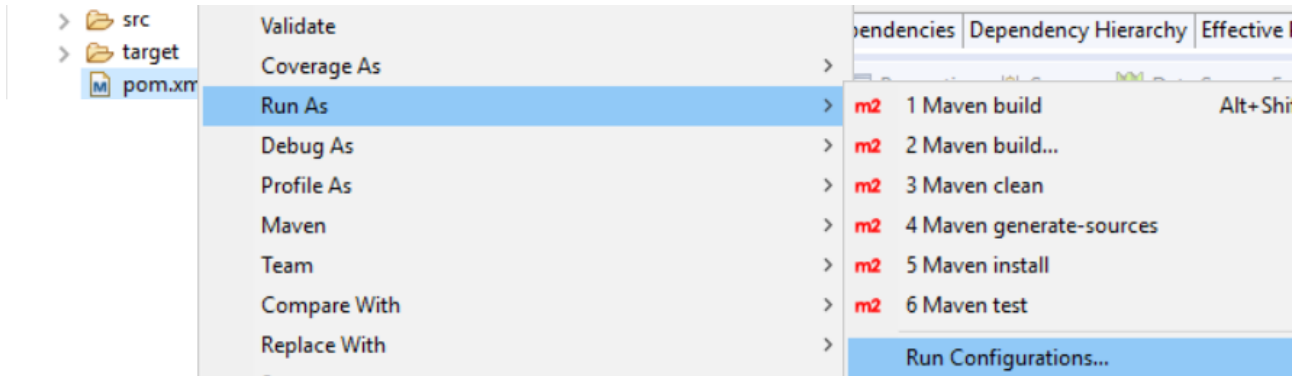 src
target
pom.xm
Validate
Coverage As
Run As
Debug As
Profile As
Maven
Team
Compare With
Replace With
endencies Dependency Hierarchy Effective
m2 1 Maven build Alt+Shi
m2 2 Maven build...
m2 3 Maven clean
m2 4 Maven generate-sources
m2 5 Maven install
m2 6 Maven test
Run Configurations...